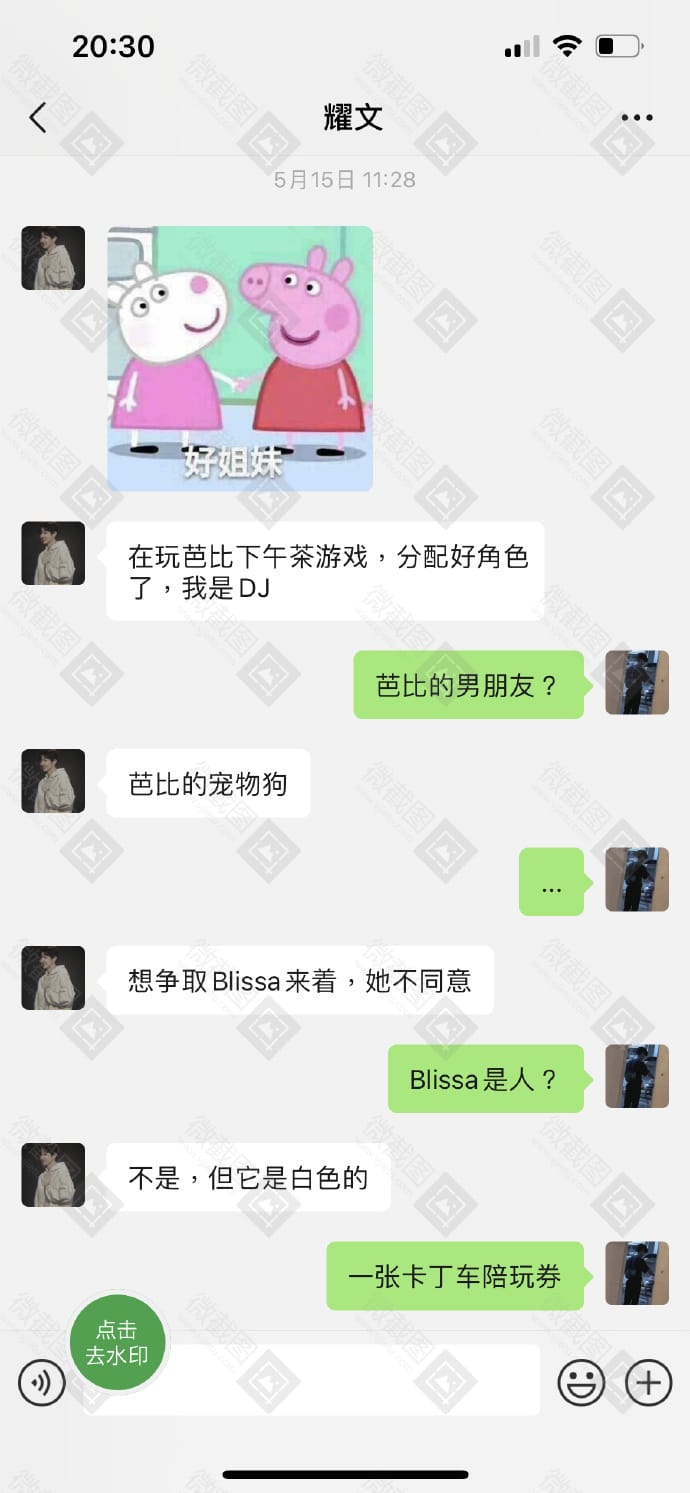 20:30
耀文
5月15日 11:28
好姐妹
在玩芭比下午茶游戏，分配好角色
了，我是DJ
芭比的男朋友？
芭比的宠物狗
...
想争取Blissa来着，她不同意
Blissa是人？
不是，但它是白色的
一张卡丁车陪玩券
点击
去水印
微截图